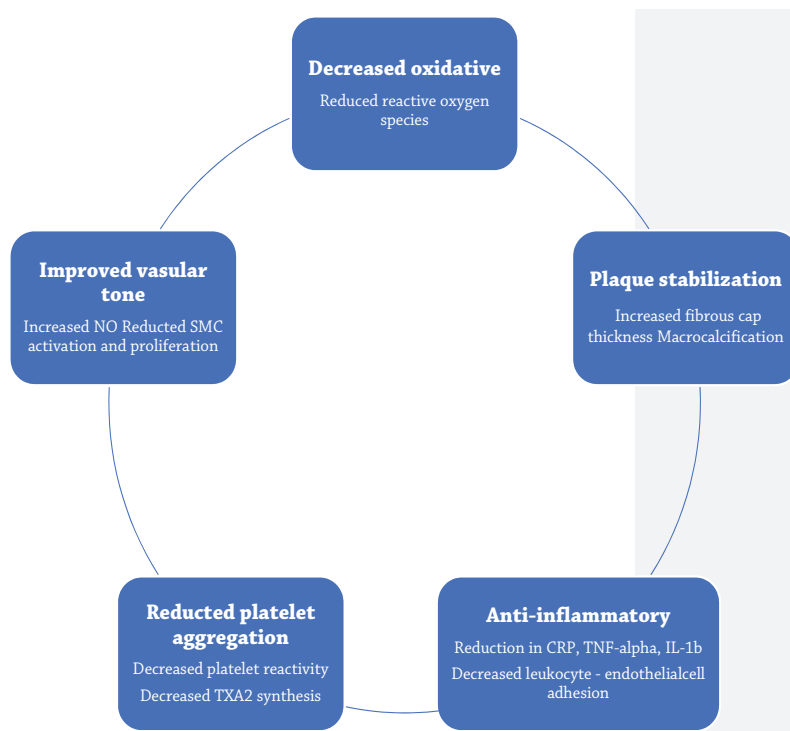 Decreased oxidative
Reduced reactive oxygen
species
Plaque stabilization
Increased fibrous cap
thickness Macrocalcification
Anti-inflammatory
Reduction in CRP, TNF-alpha, IL-1b
Decreased leukocyte - endothelialcell
adhesion
Reducted platelet
aggregation
Decreased platelet reactivity
Decreased TXA2 synthesis
Improved vasular
tone
Increased NO Reducted SMC
activation and proliferation